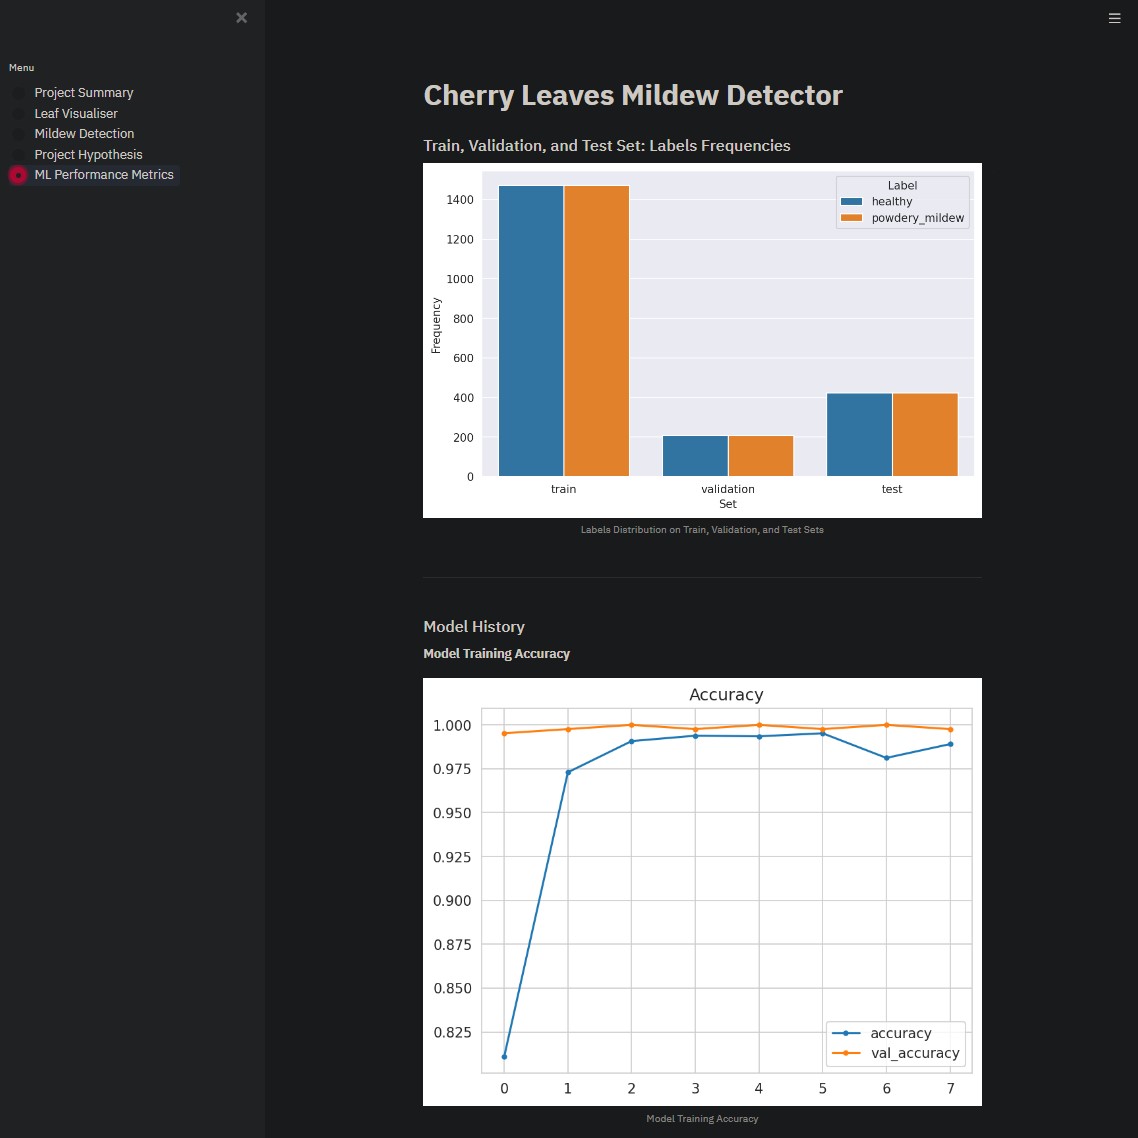 Menu
Project Summary
Leaf Visualiser
Mildew Detection
Project Hypothesis
ML Performance Metrics
Cherry Leaves Mildew Detector
Train, Validation, and Test Set: Labels Frequencies
Label
healthy
powdery_mildew
1400
1200
1000
800
600
400
200
0
Frequency
train validation test
Set
Labels Distribution on Train, Validation, and Test Sets
Model History
Model Training Accuracy
Accuracy
1.000
0.975
0.950
0.925
0.900
0.875
0.850
0.825
accuracy
val_accuracy
0 1 2 3 4 5 6 7
Model Training Accuracy